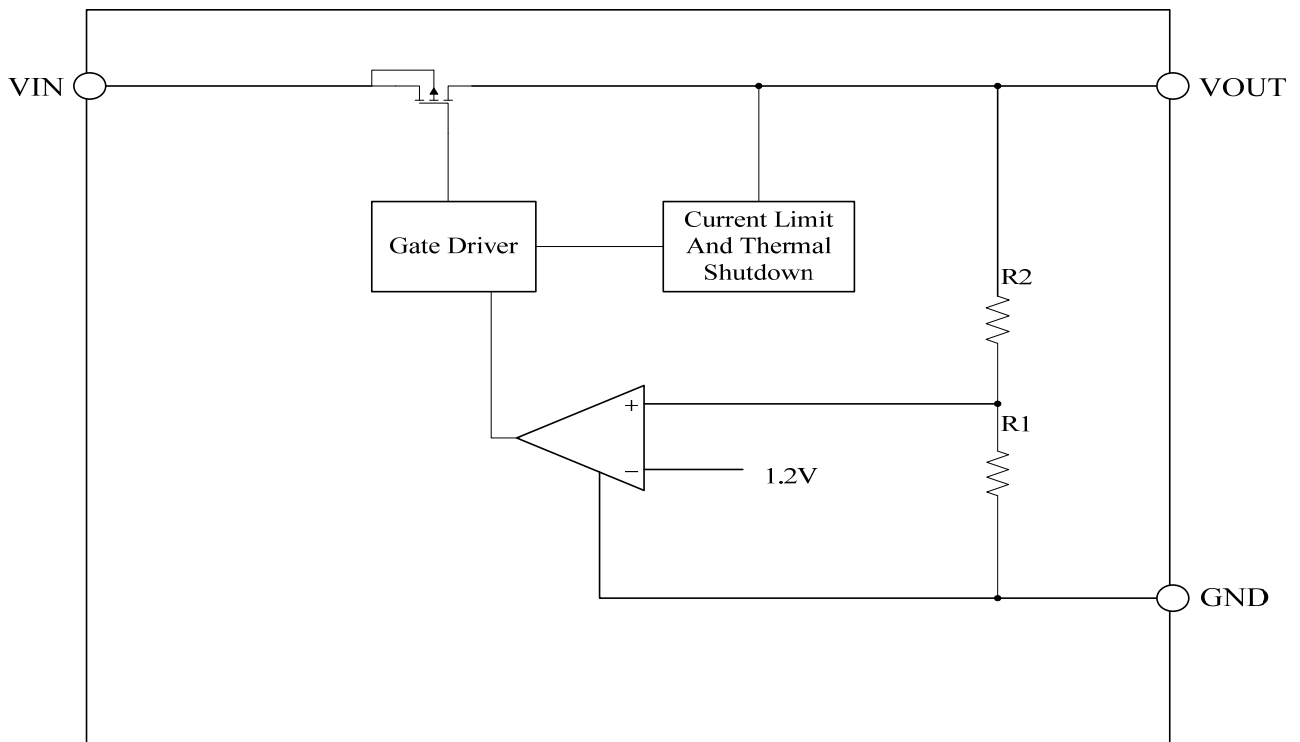 VIN
VOUT
Gate Driver
Current Limit
And Thermal
Shutdown
R2
+
R1
−
1.2V
GND